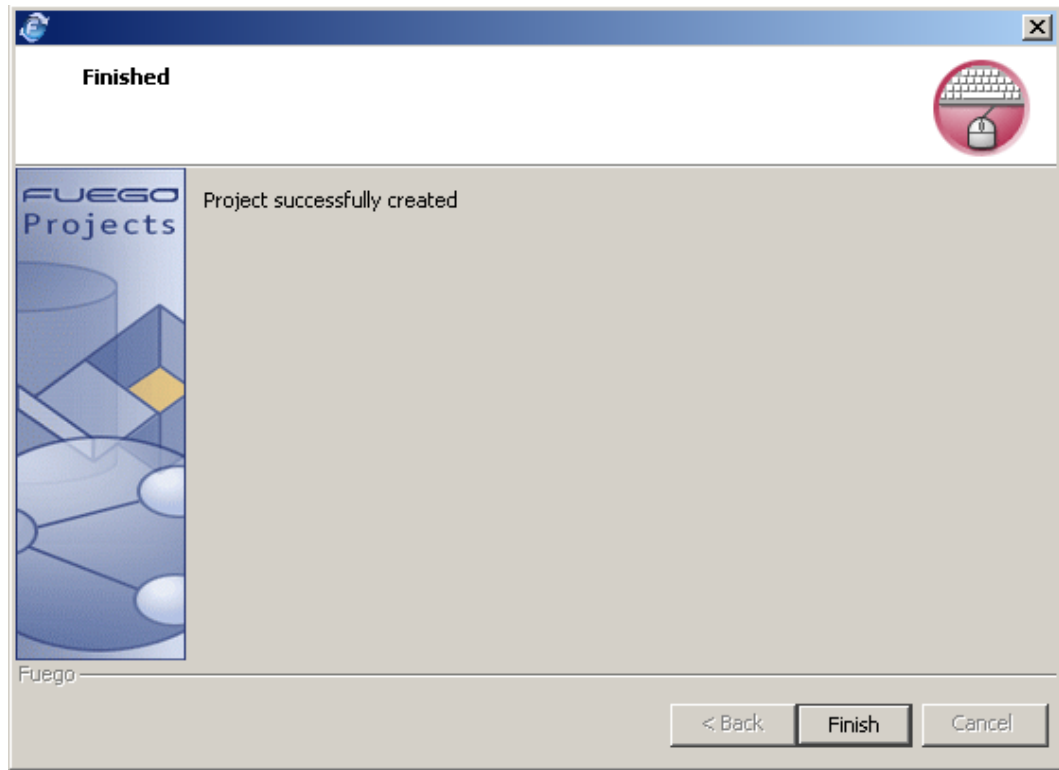 Finished
FUEGO
Projects
Project successfully created
Fuego
< Back
Finish
Cancel